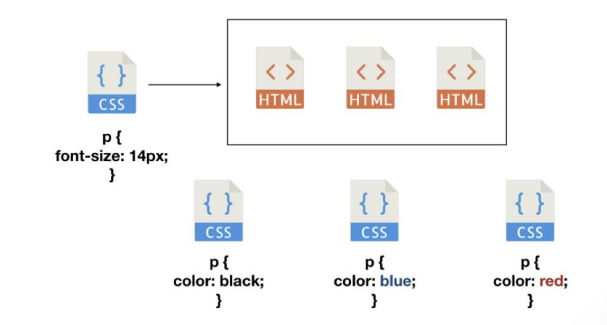 { }
CSS
< >
HTML
< >
HTML
< >
HTML
p {
font-size: 14px;
}
{ }
CSS
p {
color: black;
}
{ }
CSS
p {
color: blue;
}
{ }
CSS
p {
color: red;
}